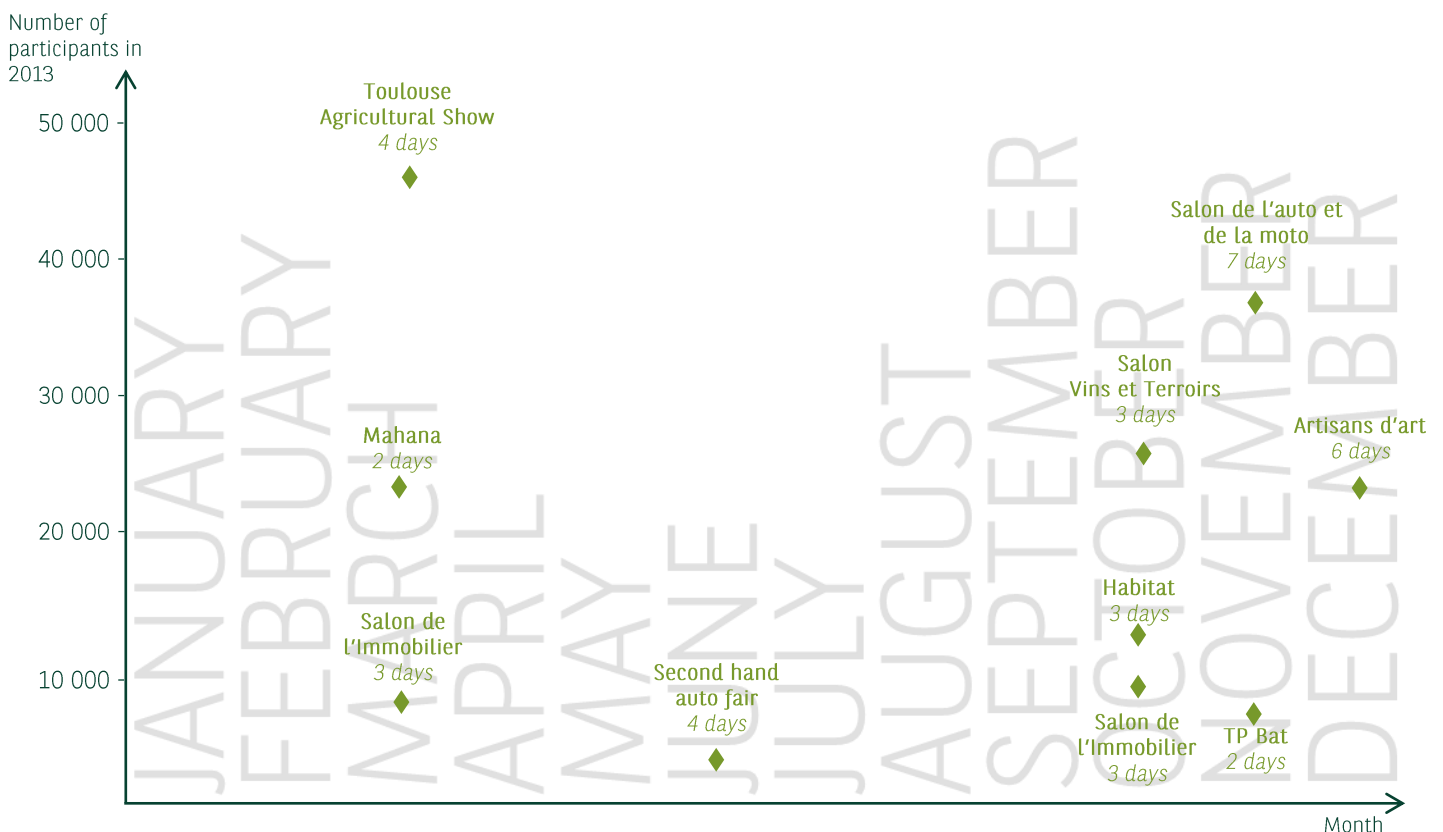 Number of
participants in
2013
50 000
40 000
30 000
20 000
10 000
Toulouse
Agricultural Show
4 days
Mahana
2 days
Salon de
l'Immobilier
3 days
Second hand
auto fair
4 days
Salon
Vins et Terroirs
3 days
Habitat
3 days
Salon de
l'Immobilier
3 days
Salon de l'auto et
de la moto
7 days
TP Bat
2 days
Artisans d'art
6 days
JANUARY
FEBRUARY
MARCH
APRIL
MAY
JUNE
JULY
AUGUST
SEPTEMBER
OCTOBER
NOVEMBER
DECEMBER
Month